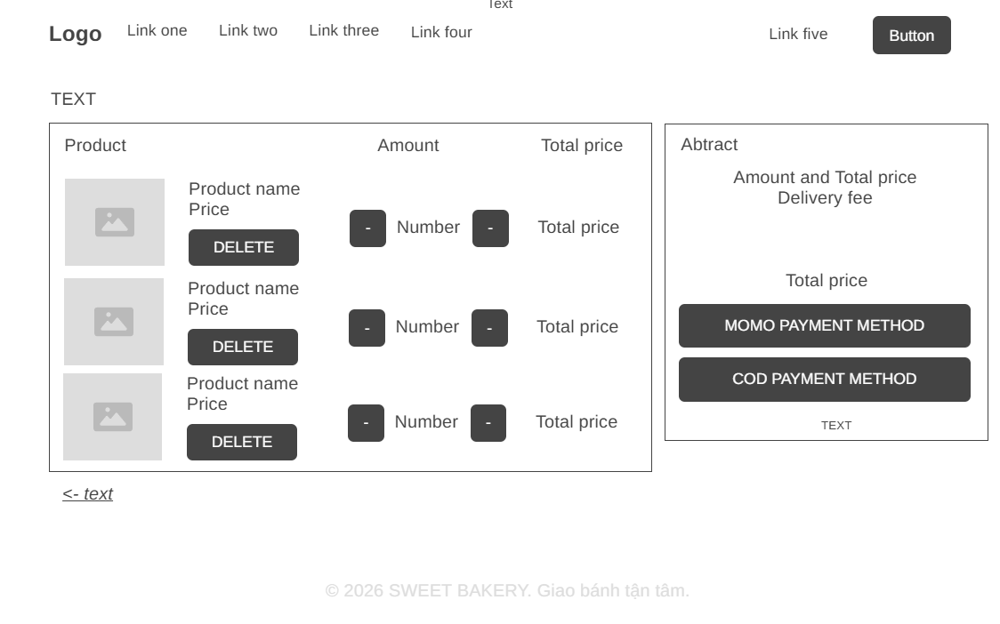 Text
Logo
Link one
Link two
Link three
Link four
Link five
Button
TEXT
Product
Amount
Total price
Product name
Price
DELETE
-
Number
-
Total price
Product name
Price
DELETE
-
Number
-
Total price
Product name
Price
DELETE
-
Number
-
Total price
<- text
Abtract
Amount and Total price
Delivery fee
Total price
MOMO PAYMENT METHOD
COD PAYMENT METHOD
TEXT
© 2026 SWEET BAKERY. Giao bánh tận tâm.